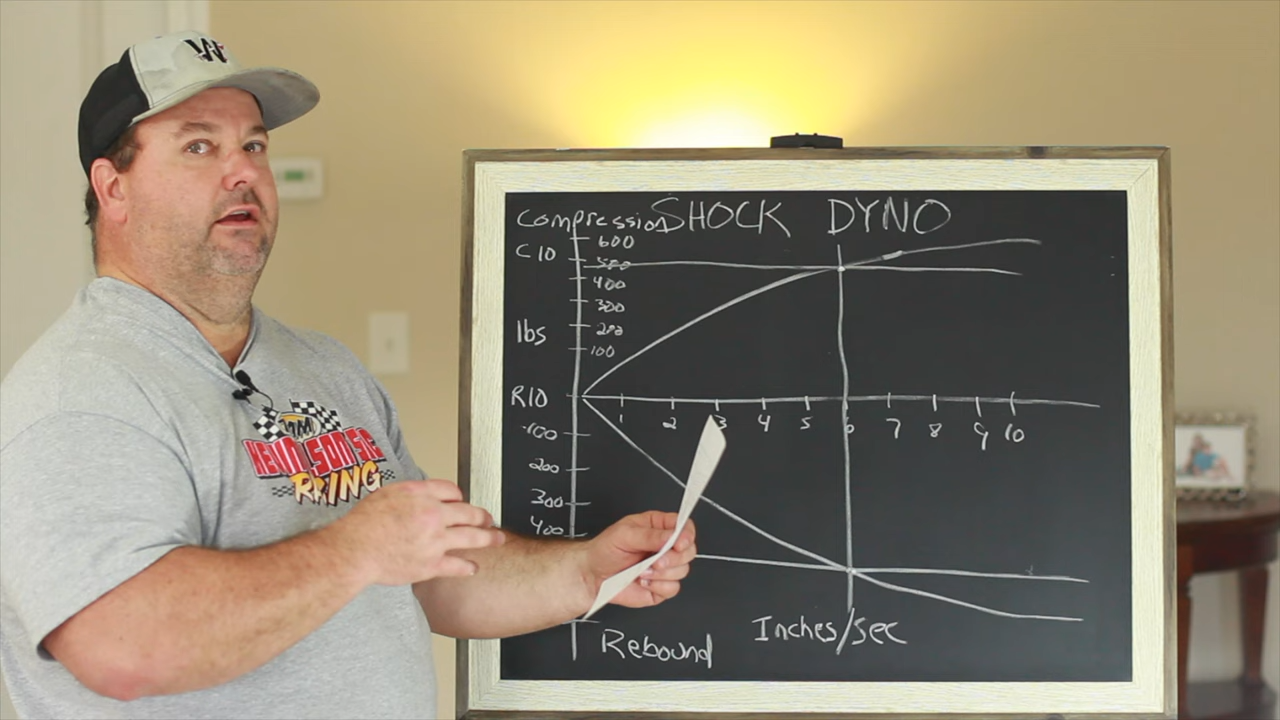 SHOCK DYNO
Compression
600
C10
500
400
300
lbs
200
100
R10
1 2 3 4 5 6 7 8 9 10
-100
200
300
400
Inches/sec
Rebound
W
RACING